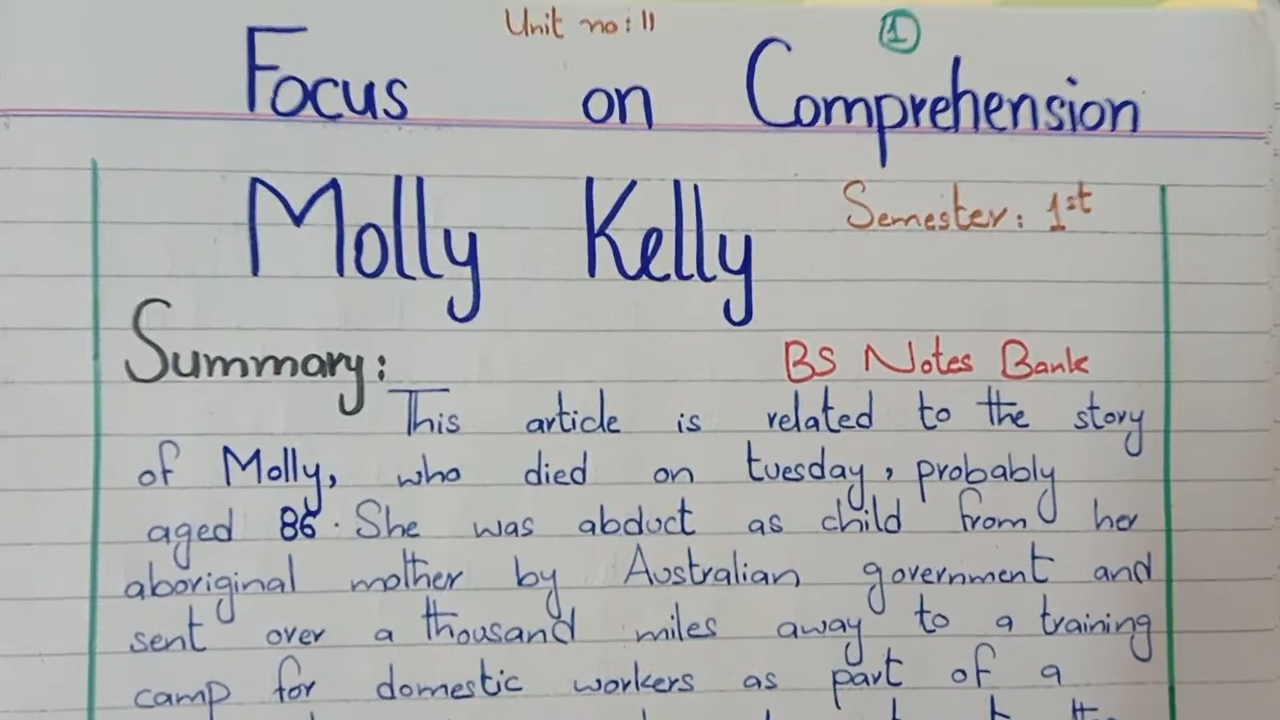 Unit no: 11
1
Focus on Comprehension
Molly Kelly
Semester: 1st
Summary:
BS Notes Bank
This article is related to the story
of Molly, who died on tuesday, probably
aged 86. She was abduct as child from her
aboriginal mother by Australian government and
sent over a thousand miles away to a training
camp for domestic workers as part of a